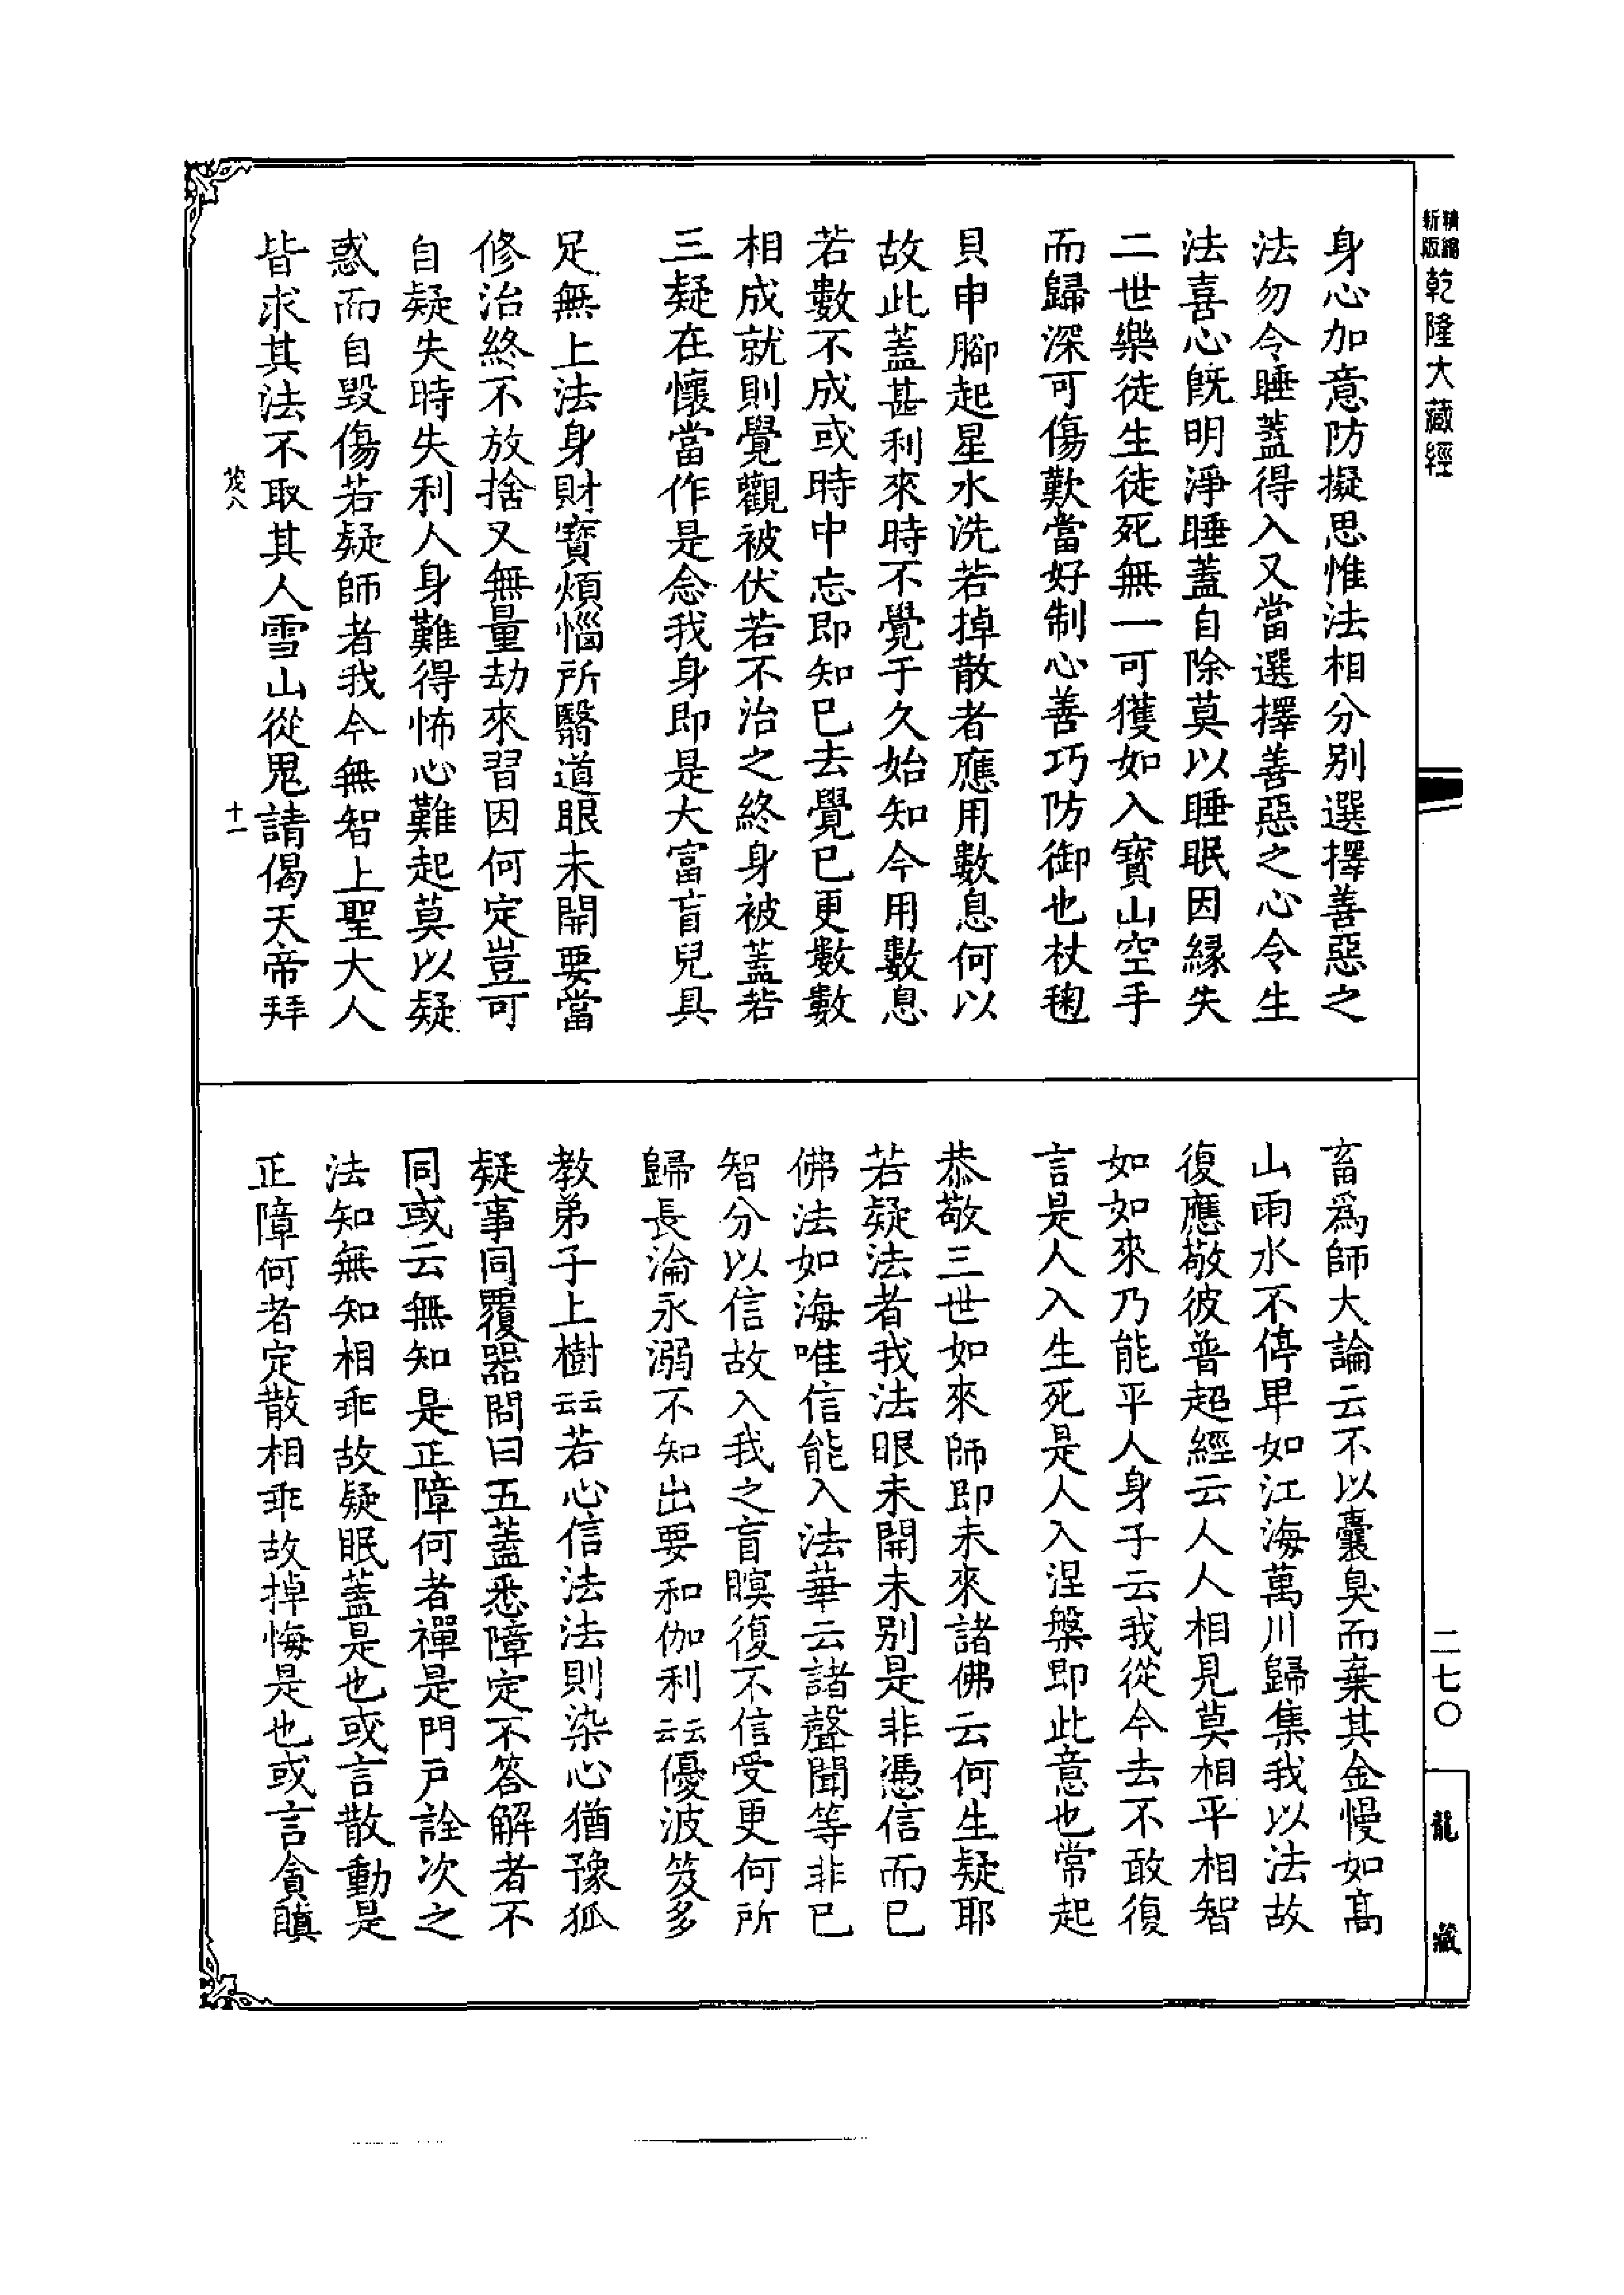 精編
新版
乾隆大藏經
身心加意防擬思惟法相分别選擇善惡之
法勿令睡蓋得入又當選擇善惡之心令生
法喜心既明淨睡蓋自除莫以睡眠因緣失
二世樂徒生徒死無一可獲如入寶山空手
而歸深可傷歎當好制心善巧防御也杖毱
貝申腳起星水洗若掉散者應用數息何以
故此蓋甚利來時不覺于久始知今用數息
若數不成或時中忘即知已去覺已更數數
相成就則覺觀被伏若不治之終身被蓋若
三疑在懷當作是念我身即是大富盲兒具
足無上法身財寶煩惱所翳道眼未開要當
修治終不放捨又無量劫來習因何定豈可
自疑失時失利人身難得怖心難起莫以疑
惑而自毀傷若疑師者我今無智上聖大人
皆求其法不取其人雪山從鬼請偈天帝拜
茂八 十一
畜爲師大論云不以囊臭而棄其金慢如高
山雨水不停卑如江海萬川歸集我以法故
復應敬彼普超經云人人相見莫相平相智
如如來乃能平人身子云我從今去不敢復
言是人入生死是人入涅槃即此意也常起
恭敬三世如來師即未來諸佛云何生疑耶
若疑法者我法眼未開未别是非憑信而已
佛法如海唯信能入法華云諸聲聞等非已
智分以信故入我之盲瞑復不信受更何所
歸長淪永溺不知出要和伽利云云優波笈多
教弟子上樹云云若心信法法則染心猶豫狐
疑事同覆器問曰五蓋悉障定不答解者不
同或云無知是正障何者禪是門戸詮次之
法知無知相乖故疑眠蓋是也或言散動是
正障何者定散相乖故掉悔是也或言貪瞋
二七〇
龍藏